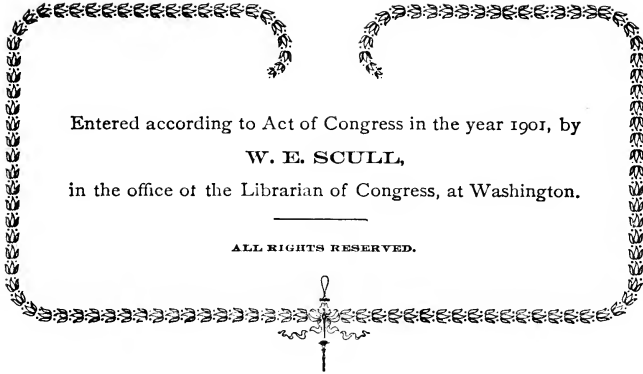 Entered according to Act of Congress in the year 1901, by
W. E. SCULL,
in the office of the Librarian of Congress, at Washington.
ALL RIGHTS RESERVED.